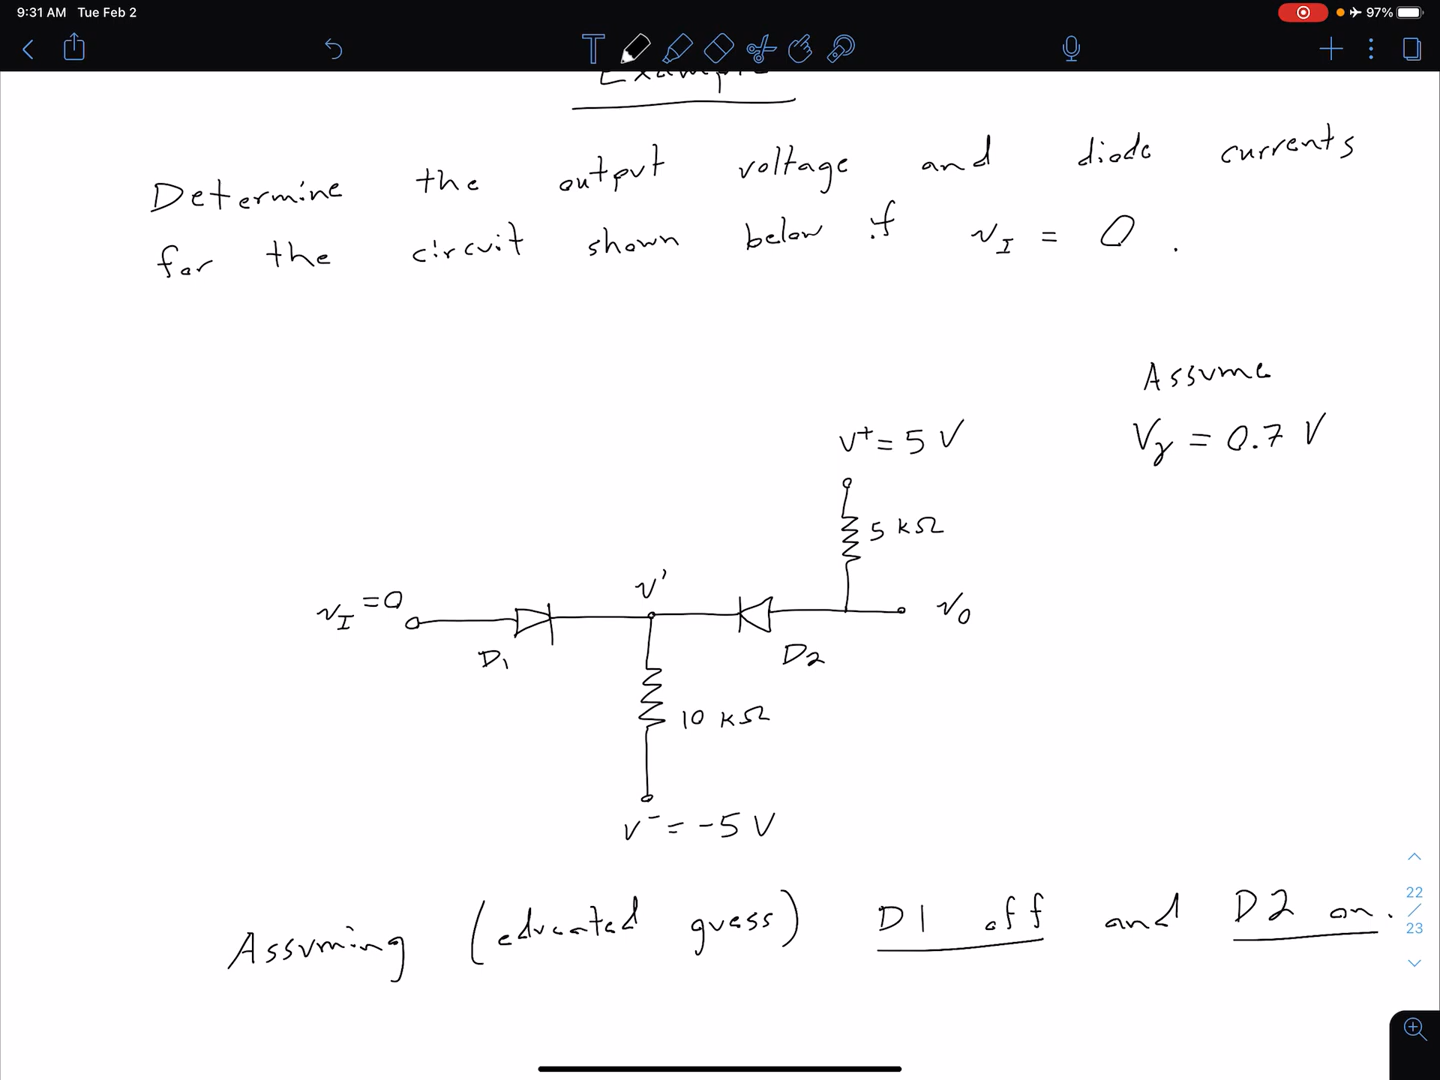 9:31 AM Tue Feb 2
97%
Example
Determine the output voltage and diode currents
for the circuit shown below if v_I = 0.
Assume
V_γ = 0.7 V
V⁺ = 5 V
5 kΩ
v_I = 0
v'
v_O
D1
D2
10 kΩ
V⁻ = -5 V
22
/
23
Assuming (educated guess) D1 off and D2 on.